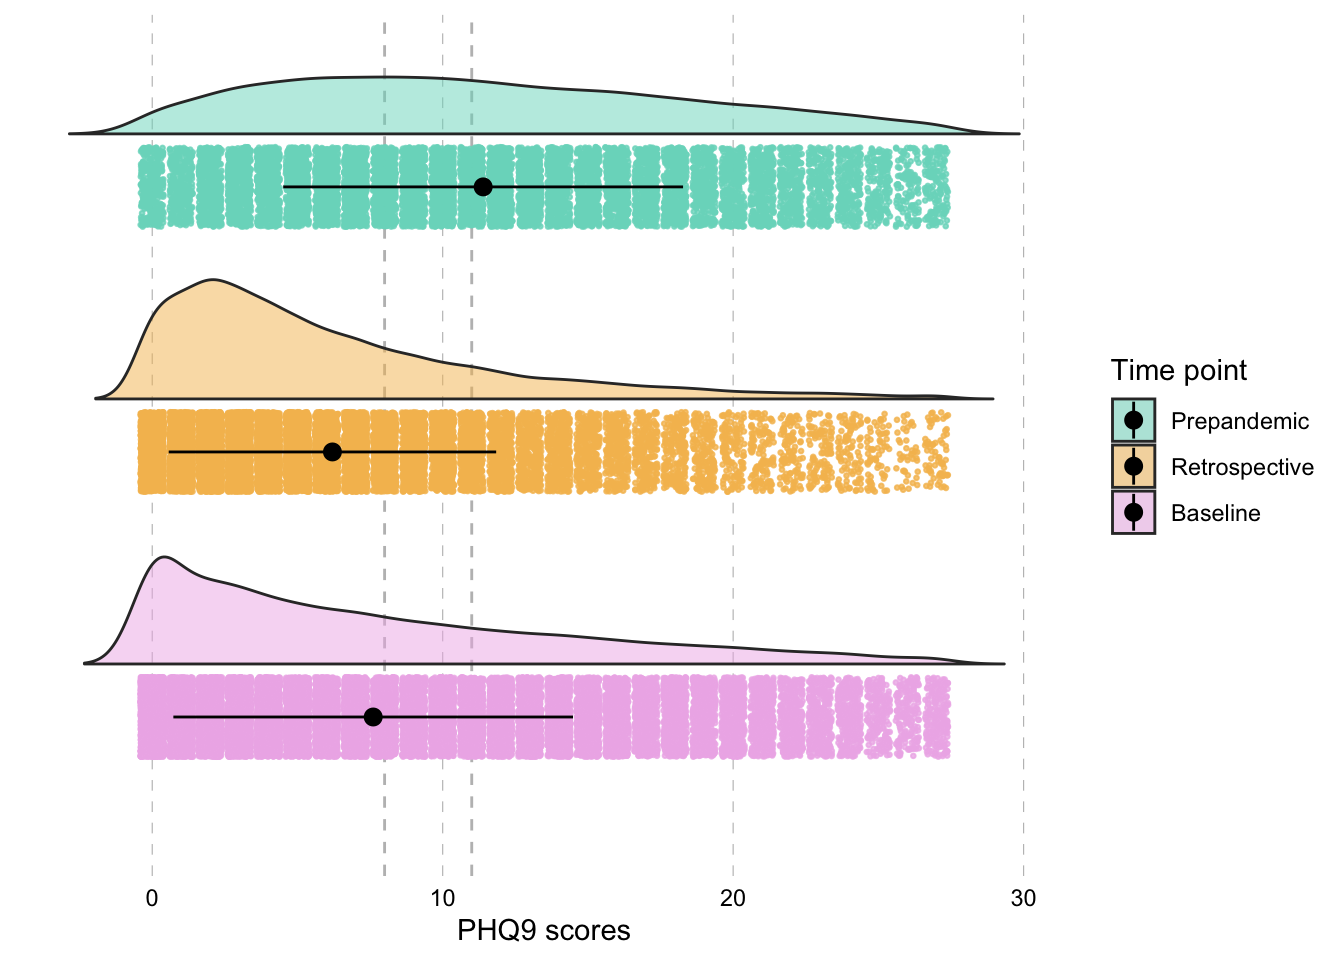 Time point
Prepandemic
Retrospective
Baseline
0 10 20 30
PHQ9 scores